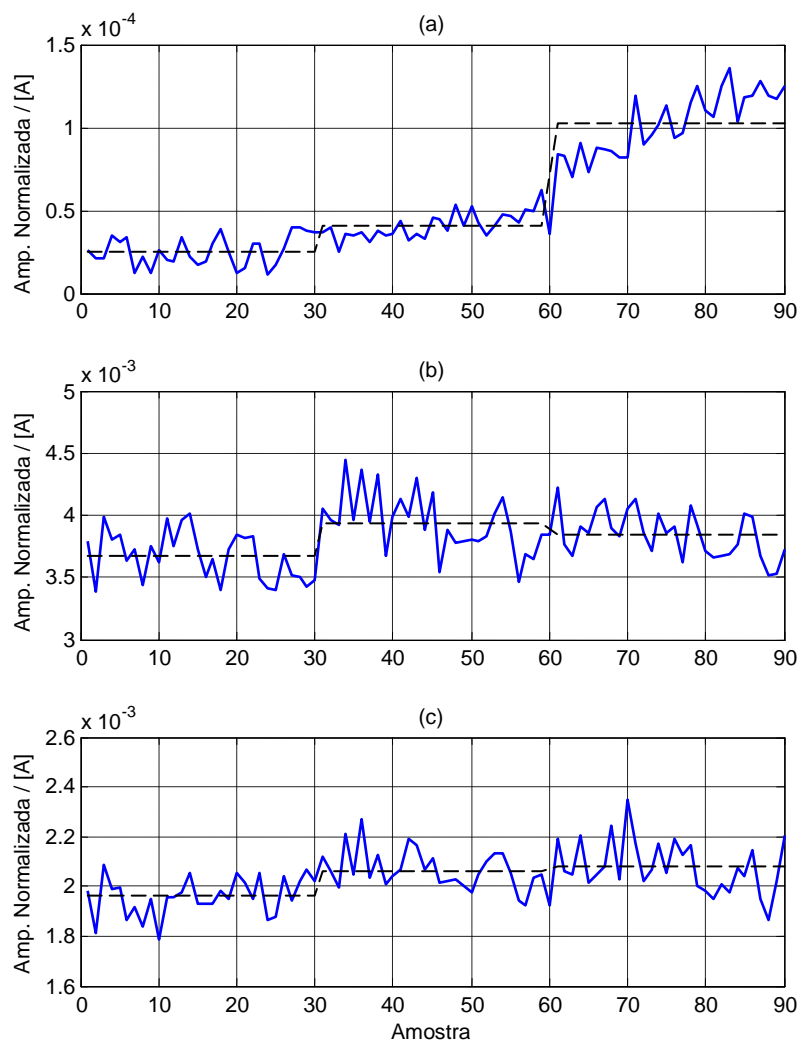 (a)
x 10^-4
1.5
1
0.5
0
Amp. Normalizada / [A]
0 10 20 30 40 50 60 70 80 90
(b)
x 10^-3
5
4.5
4
3.5
3
Amp. Normalizada / [A]
0 10 20 30 40 50 60 70 80 90
(c)
x 10^-3
2.6
2.4
2.2
2
1.8
1.6
Amp. Normalizada / [A]
0 10 20 30 40 50 60 70 80 90
Amostra